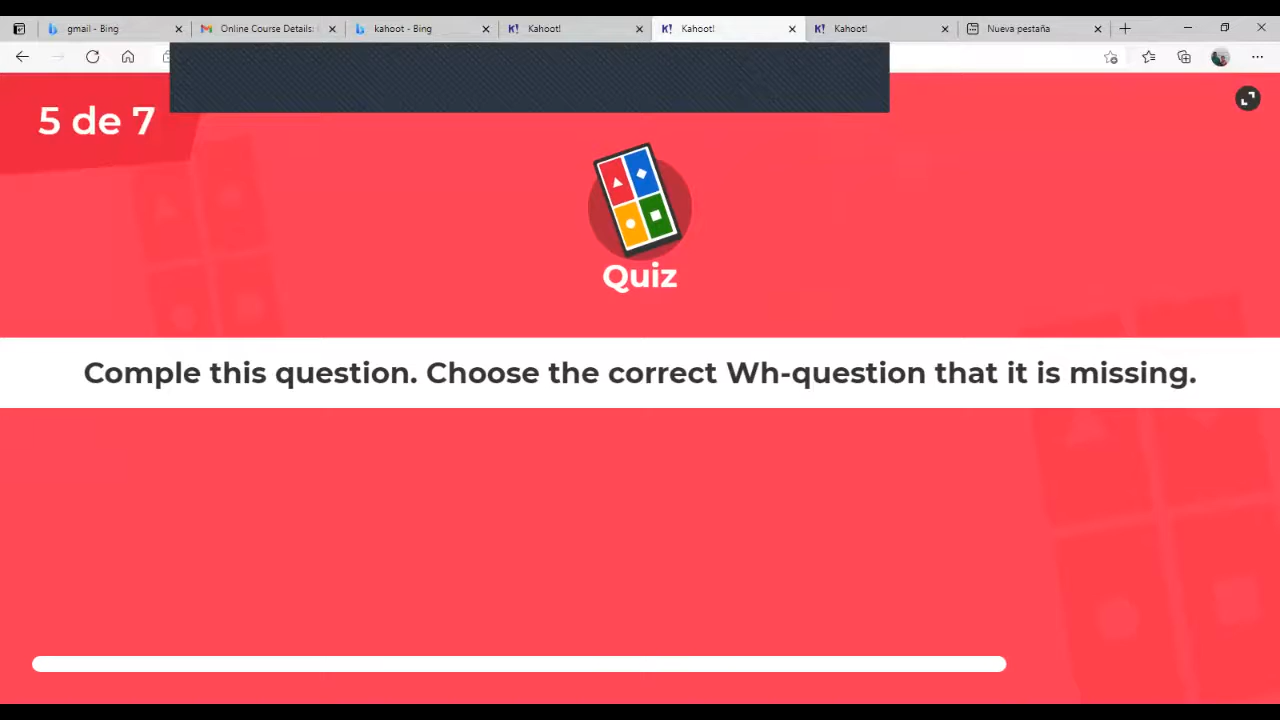 gmail - Bing
Online Course Details:
kahoot - Bing
Kahoot!
Kahoot!
Kahoot!
Nueva pestaña
5 de 7
Quiz
Comple this question. Choose the correct Wh-question that it is missing.